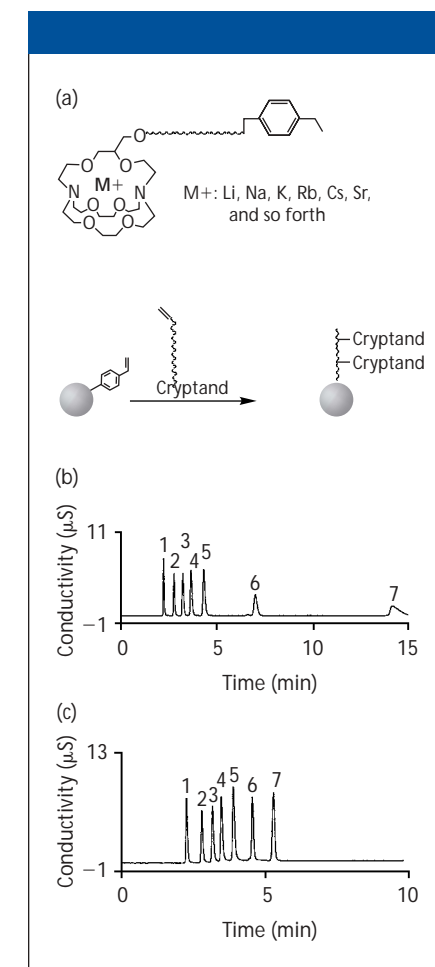 (a)
O
O O
M+
N N
O O
O O
M+: Li, Na, K, Rb, Cs, Sr,
and so forth
Cryptand
Cryptand
Cryptand
(b)
Conductivity (μS)
11
−1
1 2 3 4 5 6 7
0 5 10 15
Time (min)
(c)
Conductivity (μS)
13
−1
1 2 3 4 5 6 7
0 5 10
Time (min)